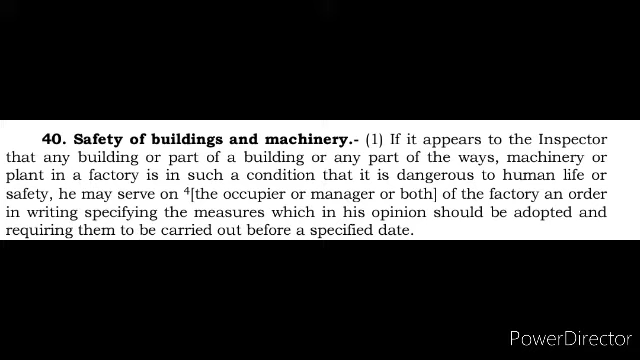 40. Safety of buildings and machinery.- (1) If it appears to the Inspector
that any building or part of a building or any part of the ways, machinery or
plant in a factory is in such a condition that it is dangerous to human life or
safety, he may serve on ⁴[the occupier or manager or both] of the factory an order
in writing specifying the measures which in his opinion should be adopted and
requiring them to be carried out before a specified date.
PowerDirector